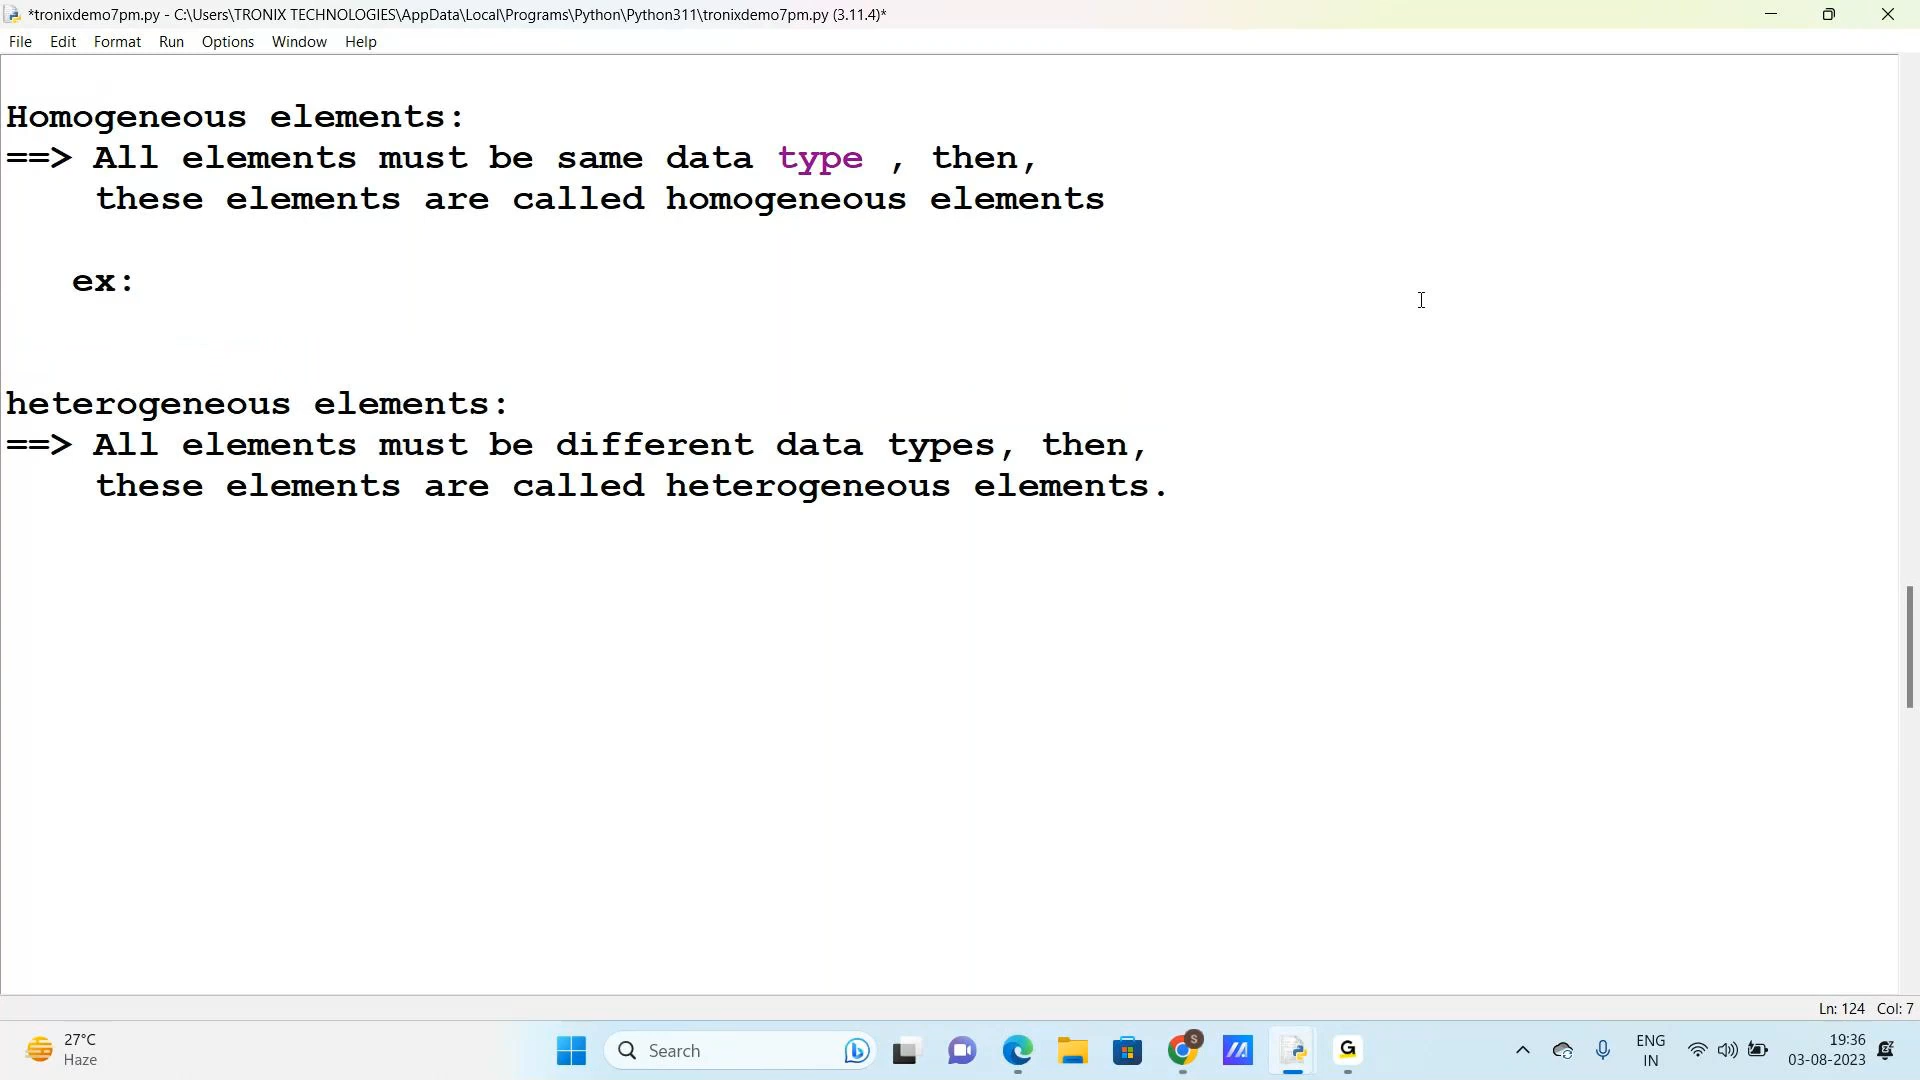 *tronixdemo7pm.py - C:\Users\TRONIX TECHNOLOGIES\AppData\Local\Programs\Python\Python311\tronixdemo7pm.py (3.11.4)*
File Edit Format Run Options Window Help
Homogeneous elements:
==> All elements must be same data type , then,
these elements are called homogeneous elements
ex:
heterogeneous elements:
==> All elements must be different data types, then,
these elements are called heterogeneous elements.
Ln: 124 Col: 7
27°C
Haze
Search
S
G
ENG
IN
19:36
03-08-2023